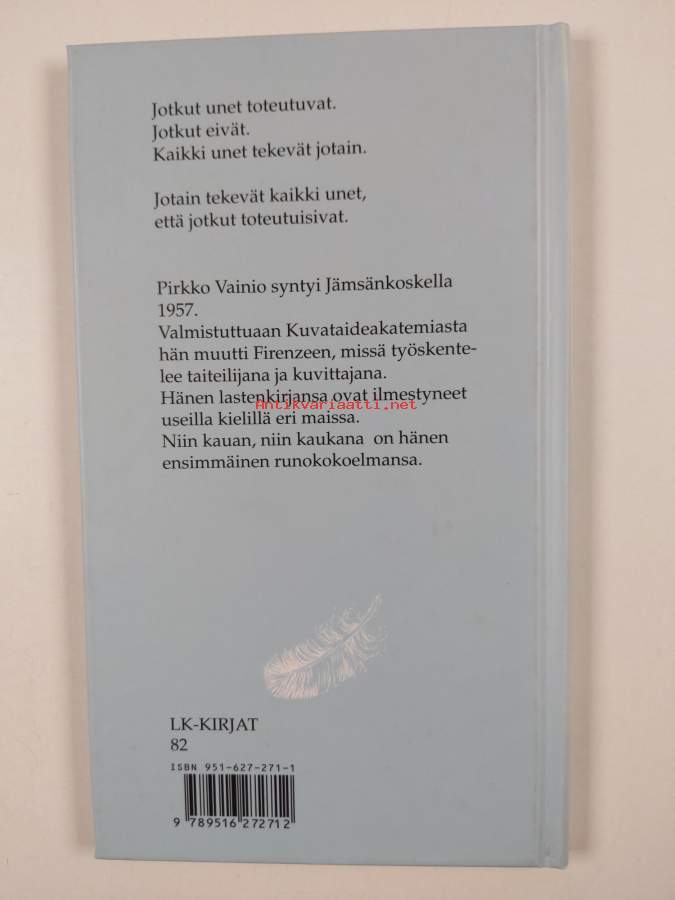 Jotkut unet toteutuvat.
Jotkut eivät.
Kaikki unet tekevät jotain.
Jotain tekevät kaikki unet,
että jotkut toteutuisivat.
Pirkko Vainio syntyi Jämsänkoskella
1957.
Valmistuttuaan Kuvataideakatemiasta
hän muutti Firenzeen, missä työskente-
lee taiteilijana ja kuvittajana.
Hänen lastenkirjansa ovat ilmestyneet
Antikvariaatti.net
useilla kielillä eri maissa.
Niin kauan, niin kaukana on hänen
ensimmäinen runokokoelmansa.
LK-KIRJAT
82
ISBN 951-627-271-1
9 789516 272712